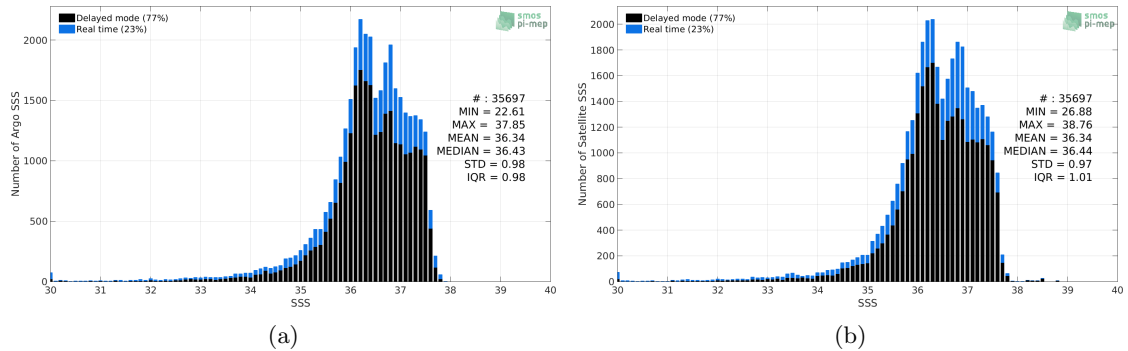 Delayed mode (77%)
Real time (23%)
smos
pi-mep
# : 35697
MIN = 22.61
MAX = 37.85
MEAN = 36.34
MEDIAN = 36.43
STD = 0.98
IQR = 0.98
Number of Argo SSS
2000
1500
1000
500
0
30 31 32 33 34 35 36 37 38 39 40
SSS
(a)
Delayed mode (77%)
Real time (23%)
smos
pi-mep
# : 35697
MIN = 26.88
MAX = 38.76
MEAN = 36.34
MEDIAN = 36.44
STD = 0.97
IQR = 1.01
Number of Satellite SSS
2000
1800
1600
1400
1200
1000
800
600
400
200
0
30 31 32 33 34 35 36 37 38 39 40
SSS
(b)